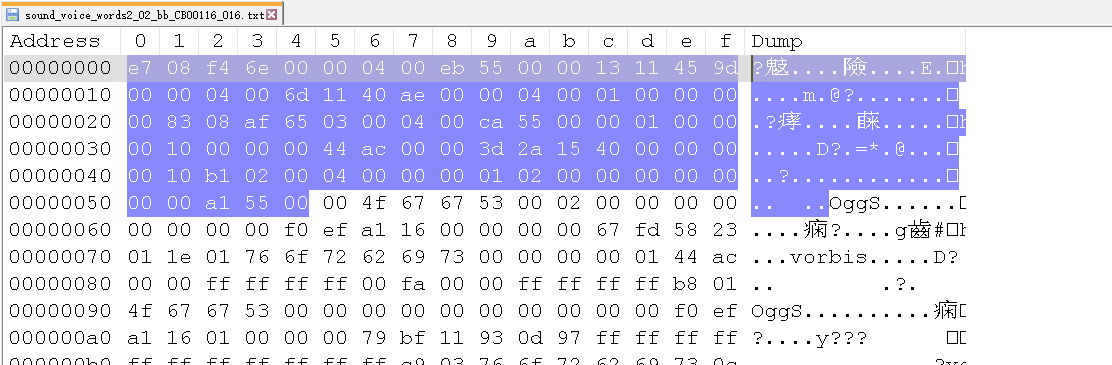 sound_voice_words2_02_bb_CB00116_016.txt
Address 0 1 2 3 4 5 6 7 8 9 a b c d e f Dump
00000000 e7 08 f4 6e 00 00 04 00 eb 55 00 00 13 11 45 9d ?魃....險....E.□h
00000010 00 00 04 00 6d 11 40 ae 00 00 04 00 01 00 00 00 ....m.@?.......□
00000020 00 83 08 af 65 03 00 04 00 ca 55 00 00 01 00 00 .?痵....蔴.....□h
00000030 00 10 00 00 00 44 ac 00 00 3d 2a 15 40 00 00 00 .....D?.=*.@...□
00000040 00 10 b1 02 00 04 00 00 00 01 02 00 00 00 00 00 ..?............□
00000050 00 00 a1 55 00 00 4f 67 67 53 00 02 00 00 00 00 .. ..OggS......□
00000060 00 00 00 00 f0 ef a1 16 00 00 00 00 67 fd 58 23 ....痫?....g齒#□h
00000070 01 1e 01 76 6f 72 62 69 73 00 00 00 00 01 44 ac ...vorbis.....D?
00000080 00 00 ff ff ff ff 00 fa 00 00 ff ff ff ff b8 01 .. .?.
00000090 4f 67 67 53 00 00 00 00 00 00 00 00 00 00 f0 ef OggS..........痫□
000000a0 a1 16 01 00 00 00 79 bf 11 93 0d 97 ff ff ff ff ?....y??? □□